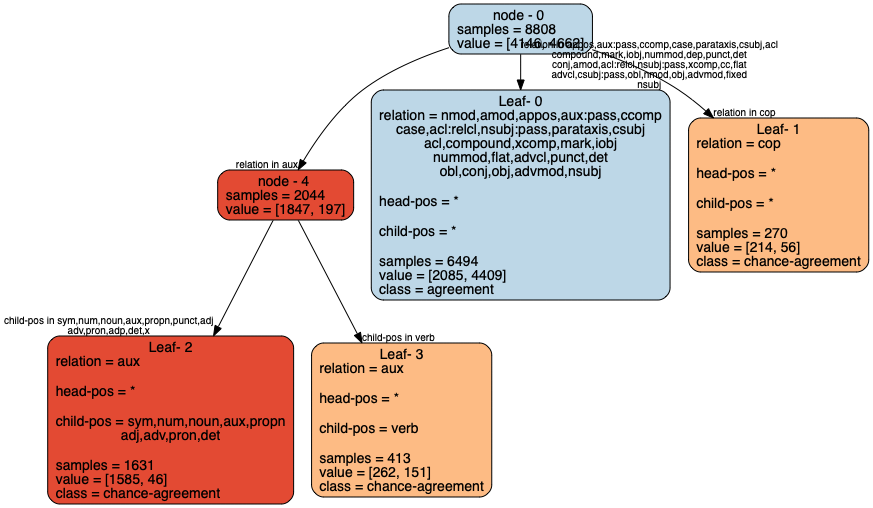 node - 0
samples = 8808
value = [4146, 4662]
relation in appos,aux:pass,ccomp,case,parataxis,csubj,acl
compound,mark,iobj,nummod,dep,punct,det
conj,amod,acl:relcl,nsubj:pass,xcomp,cc,flat
advcl,csubj:pass,obl,nmod,obj,advmod,fixed
nsubj
relation in cop
Leaf- 0
relation = nmod,amod,appos,aux:pass,ccomp
case,acl:relcl,nsubj:pass,parataxis,csubj
acl,compound,xcomp,mark,iobj
nummod,flat,advcl,punct,det
obl,conj,obj,advmod,nsubj
head-pos = *
child-pos = *
samples = 6494
value = [2085, 4409]
class = agreement
Leaf- 1
relation = cop
head-pos = *
child-pos = *
samples = 270
value = [214, 56]
class = chance-agreement
relation in aux
node - 4
samples = 2044
value = [1847, 197]
child-pos in sym,num,noun,aux,propn,punct,adj
adv,pron,adp,det,x
child-pos in verb
Leaf- 2
relation = aux
head-pos = *
child-pos = sym,num,noun,aux,propn
adj,adv,pron,det
samples = 1631
value = [1585, 46]
class = chance-agreement
Leaf- 3
relation = aux
head-pos = *
child-pos = verb
samples = 413
value = [262, 151]
class = chance-agreement